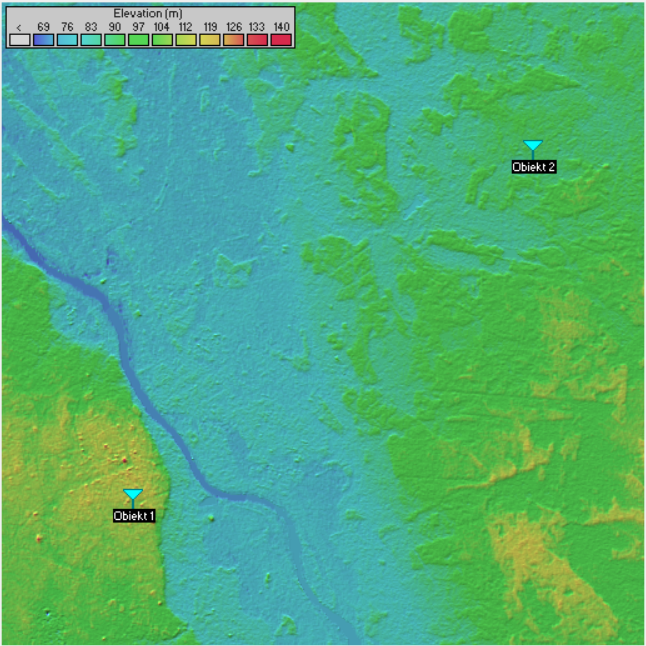 Elevation (m)
< 69 76 83 90 97 104 112 119 126 133 140
Obiekt 2
Obiekt 1